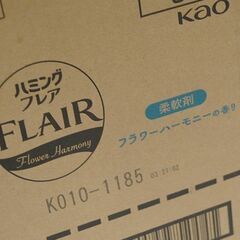 Kao
ハミング
フレア
FLAIR
Flower Harmony
柔軟剤
フラワーハーモニーの香り
K010-1185